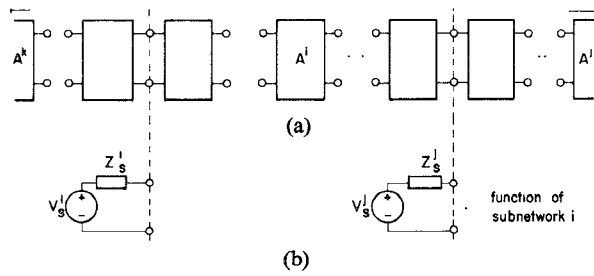 A^k A^i A^j
(a)
Z_S^i Z_S^j
V_S^i V_S^j function of
subnetwork i
(b)